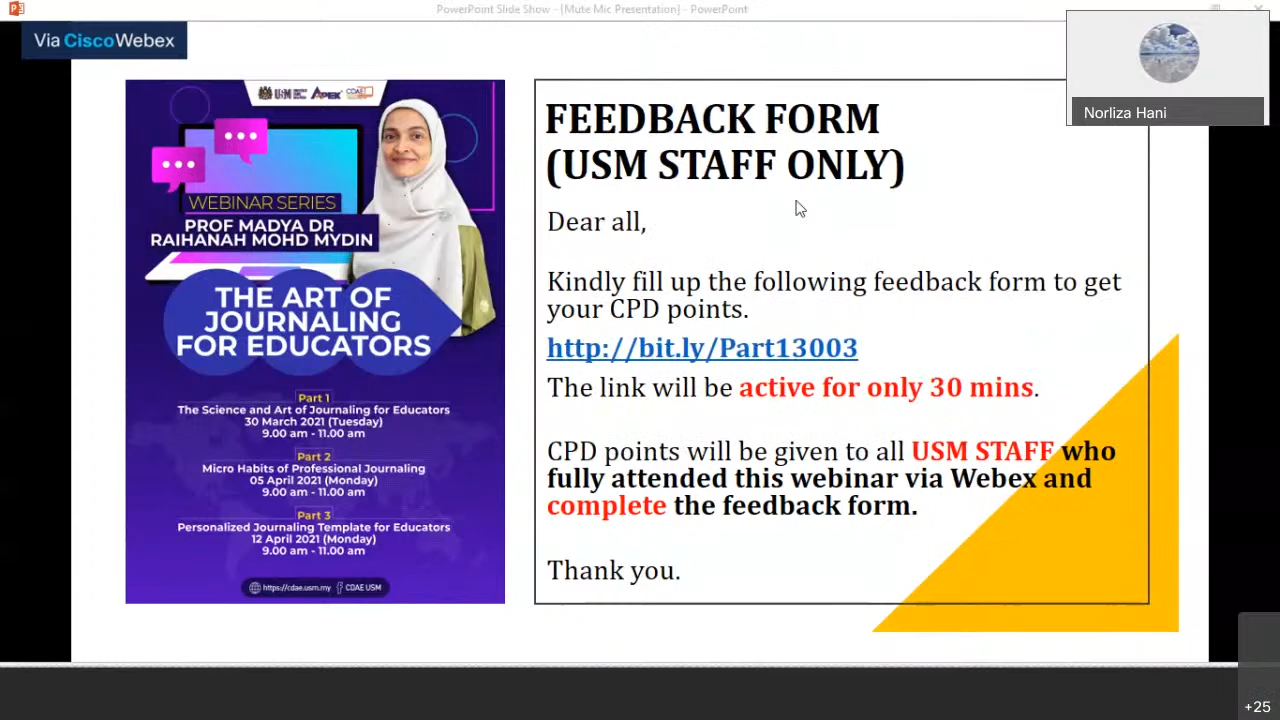 PowerPoint Slide Show - [Mute Mic Presentation] - PowerPoint
Via CiscoWebex
Norliza Hani
USM
APEX
CDAE
WEBINAR SERIES
PROF MADYA DR
RAIHANAH MOHD MYDIN
THE ART OF
JOURNALING
FOR EDUCATORS
Part 1
The Science and Art of Journaling for Educators
30 March 2021 (Tuesday)
9.00 am - 11.00 am
Part 2
Micro Habits of Professional Journaling
05 April 2021 (Monday)
9.00 am - 11.00 am
Part 3
Personalized Journaling Template for Educators
12 April 2021 (Monday)
9.00 am - 11.00 am
https://cdae.usm.my
CDAE USM
FEEDBACK FORM
(USM STAFF ONLY)
Dear all,
Kindly fill up the following feedback form to get
your CPD points.
http://bit.ly/Part13003
The link will be active for only 30 mins.
CPD points will be given to all USM STAFF who
fully attended this webinar via Webex and
complete the feedback form.
Thank you.
+25